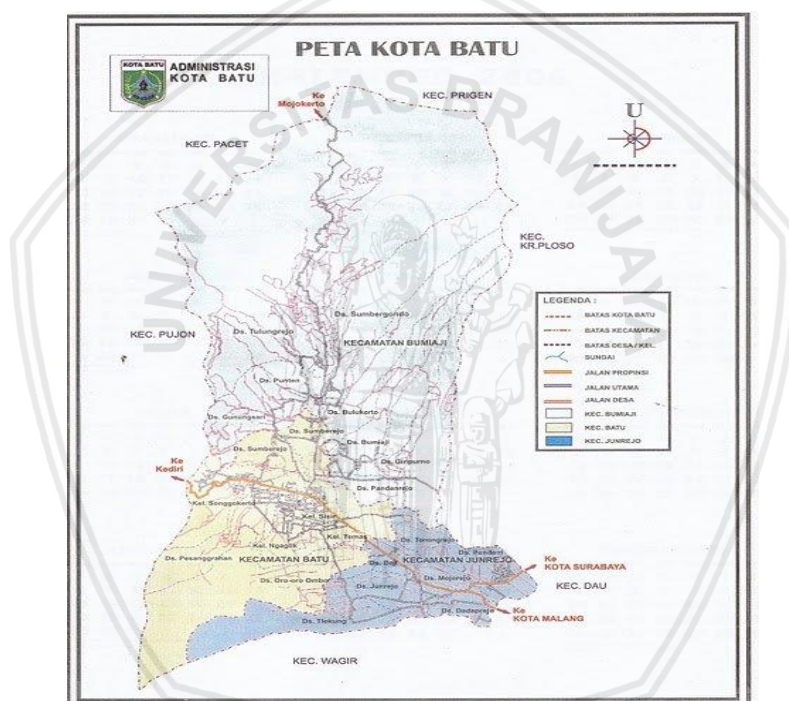 PETA KOTA BATU
KOTA BATU
ADMINISTRASI
KOTA BATU
Ke
Mojokerto
KEC. PRIGEN
U
KEC. PACET
KEC.
KR.PLOSO
UNIVERSITAS BRAWIJAYA
LEGENDA :
BATAS KOTA BATU
BATAS KECAMATAN
BATAS DESA / KEL.
SUNGAI
JALAN PROPINSI
JALAN UTAMA
JALAN DESA
KEC. BUMIAJI
KEC. BATU
KEC. JUNREJO
Ds. Sumbergondo
KEC. PUJON
Ds. Tulungrejo
KECAMATAN BUMIAJI
Ds. Punten
Ds. Gunungsari
Ds. Bulukerto
Ds. Sumberejo
Ds. Bumiaji
Ds. Sumberejo
Ds. Giripurno
Ke
Kediri
Ds. Pandanrejo
Kel. Songgokerto
Kel. Sisir
Kel. Temas
Kel. Ngaglik
Ds. Torongrejo
Ds. Pendem
Ds. Pesanggrahan
KECAMATAN BATU
KECAMATAN JUNREJO
Ke
KOTA SURABAYA
Ds. Oro-oro Ombo
Ds. Junrejo
Ds. Mojorejo
KEC. DAU
Ds. Dadaprejo
Ke
KOTA MALANG
Ds. Tlekung
KEC. WAGIR